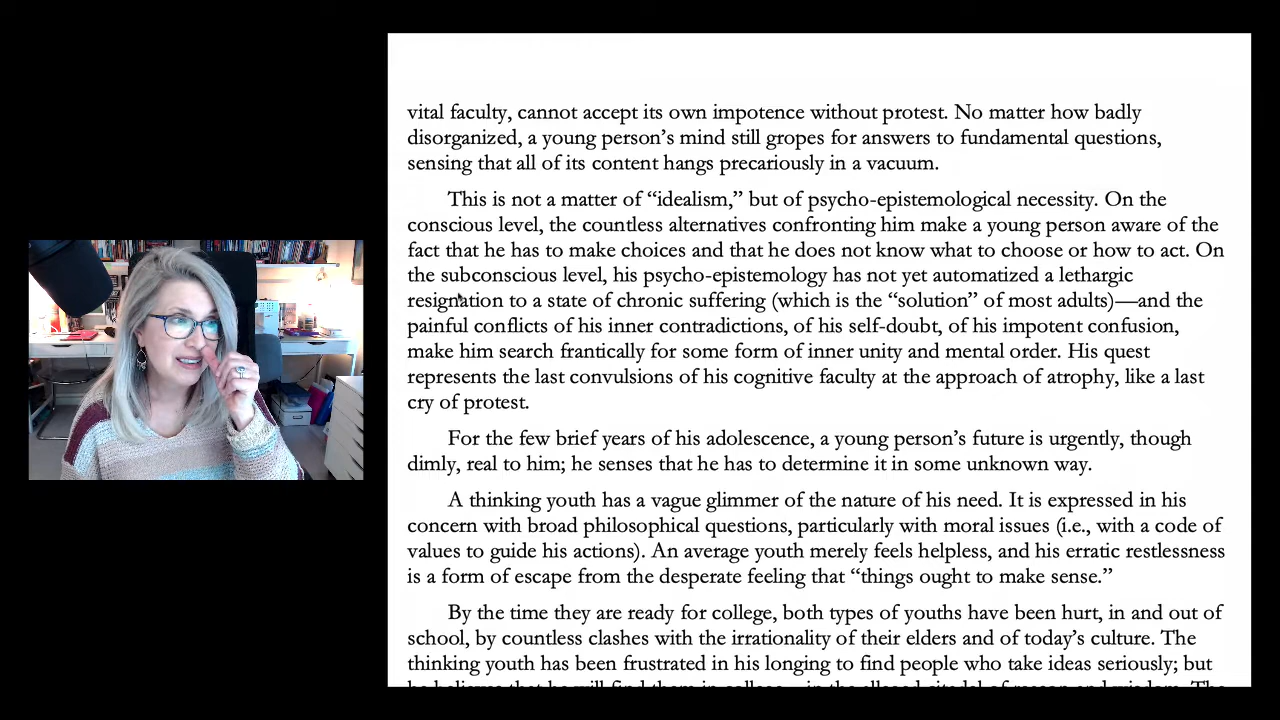 vital faculty, cannot accept its own impotence without protest. No matter how badly
disorganized, a young person’s mind still gropes for answers to fundamental questions,
sensing that all of its content hangs precariously in a vacuum.
This is not a matter of “idealism,” but of psycho-epistemological necessity. On the
conscious level, the countless alternatives confronting him make a young person aware of the
fact that he has to make choices and that he does not know what to choose or how to act. On
the subconscious level, his psycho-epistemology has not yet automatized a lethargic
resignation to a state of chronic suffering (which is the “solution” of most adults)—and the
painful conflicts of his inner contradictions, of his self-doubt, of his impotent confusion,
make him search frantically for some form of inner unity and mental order. His quest
represents the last convulsions of his cognitive faculty at the approach of atrophy, like a last
cry of protest.
For the few brief years of his adolescence, a young person’s future is urgently, though
dimly, real to him; he senses that he has to determine it in some unknown way.
A thinking youth has a vague glimmer of the nature of his need. It is expressed in his
concern with broad philosophical questions, particularly with moral issues (i.e., with a code of
values to guide his actions). An average youth merely feels helpless, and his erratic restlessness
is a form of escape from the desperate feeling that “things ought to make sense.”
By the time they are ready for college, both types of youths have been hurt, in and out of
school, by countless clashes with the irrationality of their elders and of today’s culture. The
thinking youth has been frustrated in his longing to find people who take ideas seriously; but